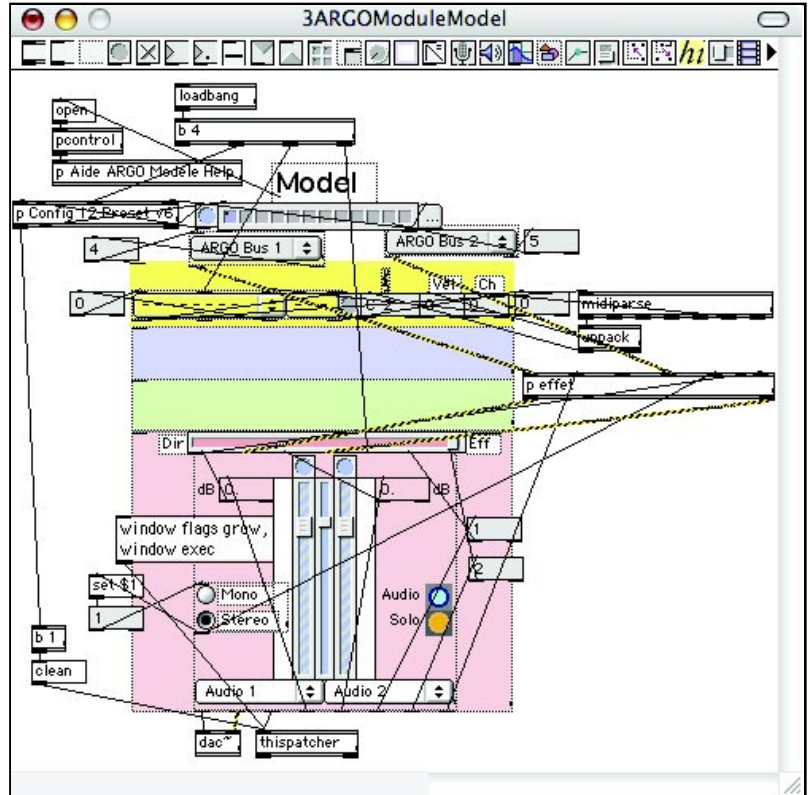 3ARGOModuleModel
hi
loadbang
open
b 4
pcontrol
p Aide ARGO Modele Help
Model
p Config 12 Preset v6
...
4
ARGO Bus 1
ARGO Bus 2
5
Vel
Ch
0
0
midiparse
unpack
p effet
Dir
Eff
dB
0.
0.
dB
window flags grow,
window exec
1
2
set $1
Mono
Audio
1
Stereo
Solo
b 1
clean
Audio 1
Audio 2
dac~
thispatcher